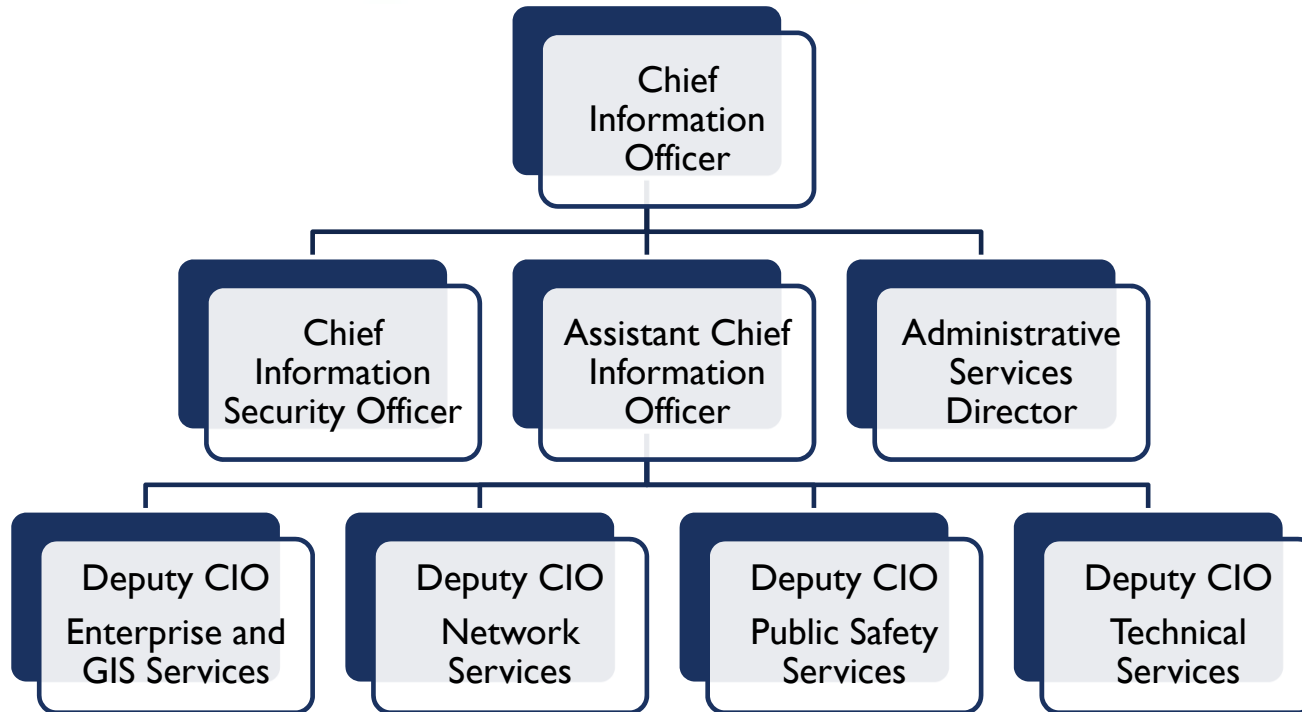 Chief
Information
Officer
Chief
Information
Security Officer
Assistant Chief
Information
Officer
Administrative
Services
Director
Deputy CIO
Enterprise and
GIS Services
Deputy CIO
Network
Services
Deputy CIO
Public Safety
Services
Deputy CIO
Technical
Services